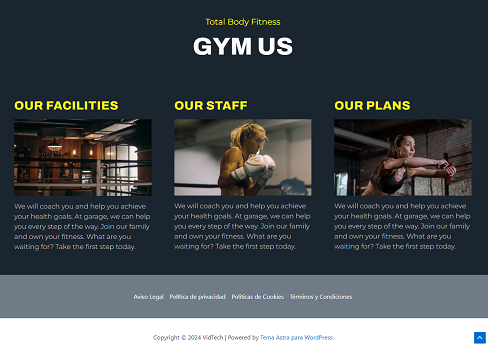 Total Body Fitness
GYM US
OUR FACILITIES
We will coach you and help you achieve
your health goals. At garage, we can help
you every step of the way. Join our family
and own your fitness. What are you
waiting for? Take the first step today.
OUR STAFF
We will coach you and help you achieve
your health goals. At garage, we can help
you every step of the way. Join our family
and own your fitness. What are you
waiting for? Take the first step today.
OUR PLANS
We will coach you and help you achieve
your health goals. At garage, we can help
you every step of the way. Join our family
and own your fitness. What are you
waiting for? Take the first step today.
Aviso Legal Política de privacidad Políticas de Cookies Términos y Condiciones
Copyright © 2024 VidTech | Powered by Tema Astra para WordPress